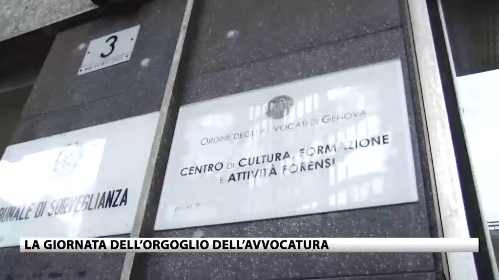 3
ORDINE DEGLI AVVOCATI DI GENOVA
CENTRO DI CULTURA, FORMAZIONE
E ATTIVITÀ FORENSI
TRIBUNALE DI SORVEGLIANZA
LA GIORNATA DELL'ORGOGLIO DELL'AVVOCATURA